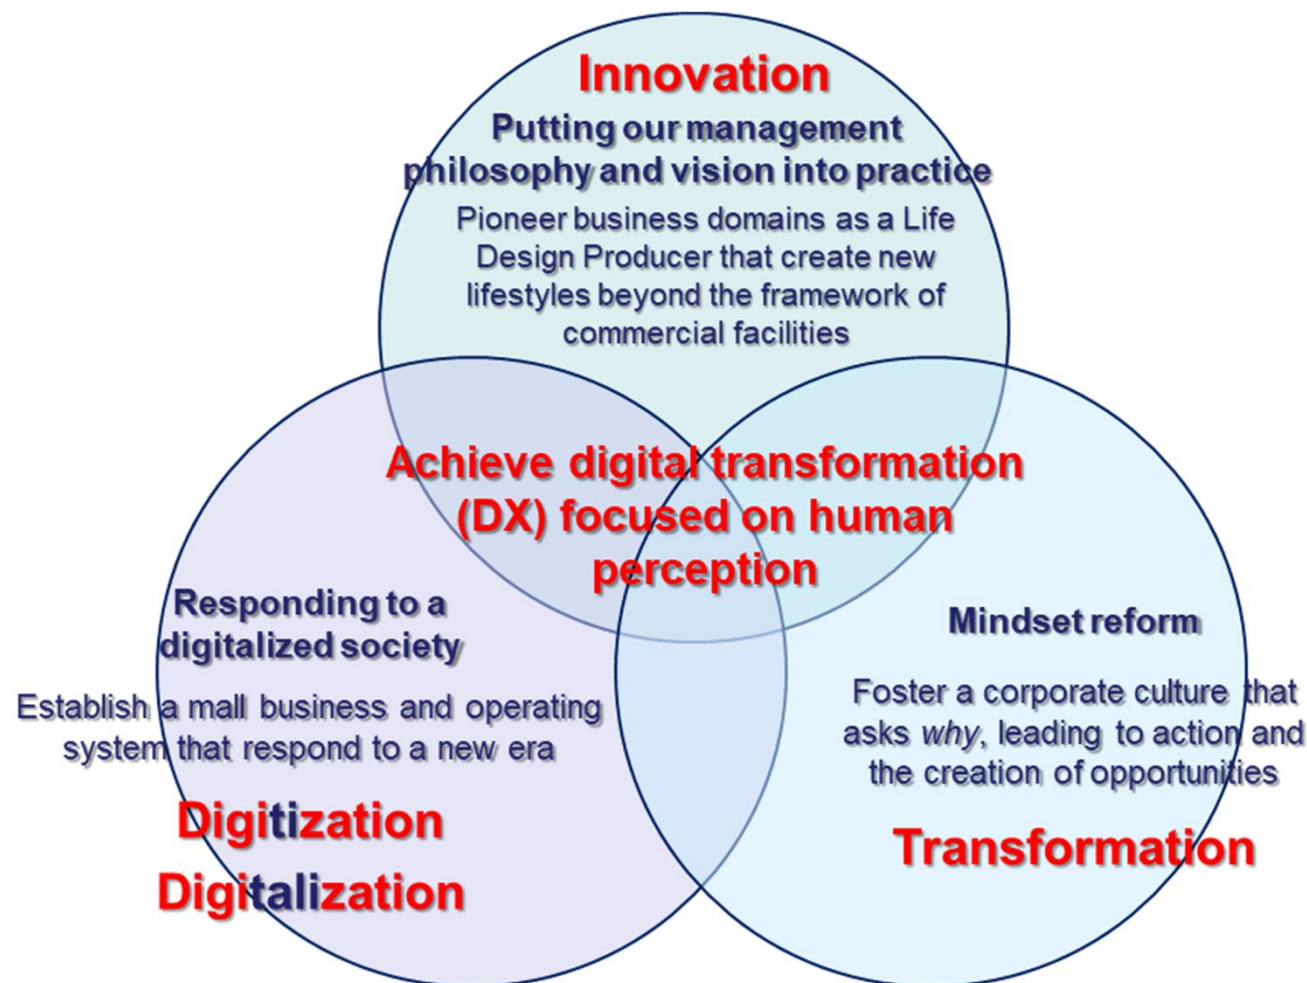 Innovation
Putting our management
philosophy and vision into practice
Pioneer business domains as a Life
Design Producer that create new
lifestyles beyond the framework of
commercial facilities
Achieve digital transformation
(DX) focused on human
perception
Responding to a
digitalized society
Establish a mall business and operating
system that respond to a new era
Digitization
Digitalization
Mindset reform
Foster a corporate culture that
asks why, leading to action and
the creation of opportunities
Transformation